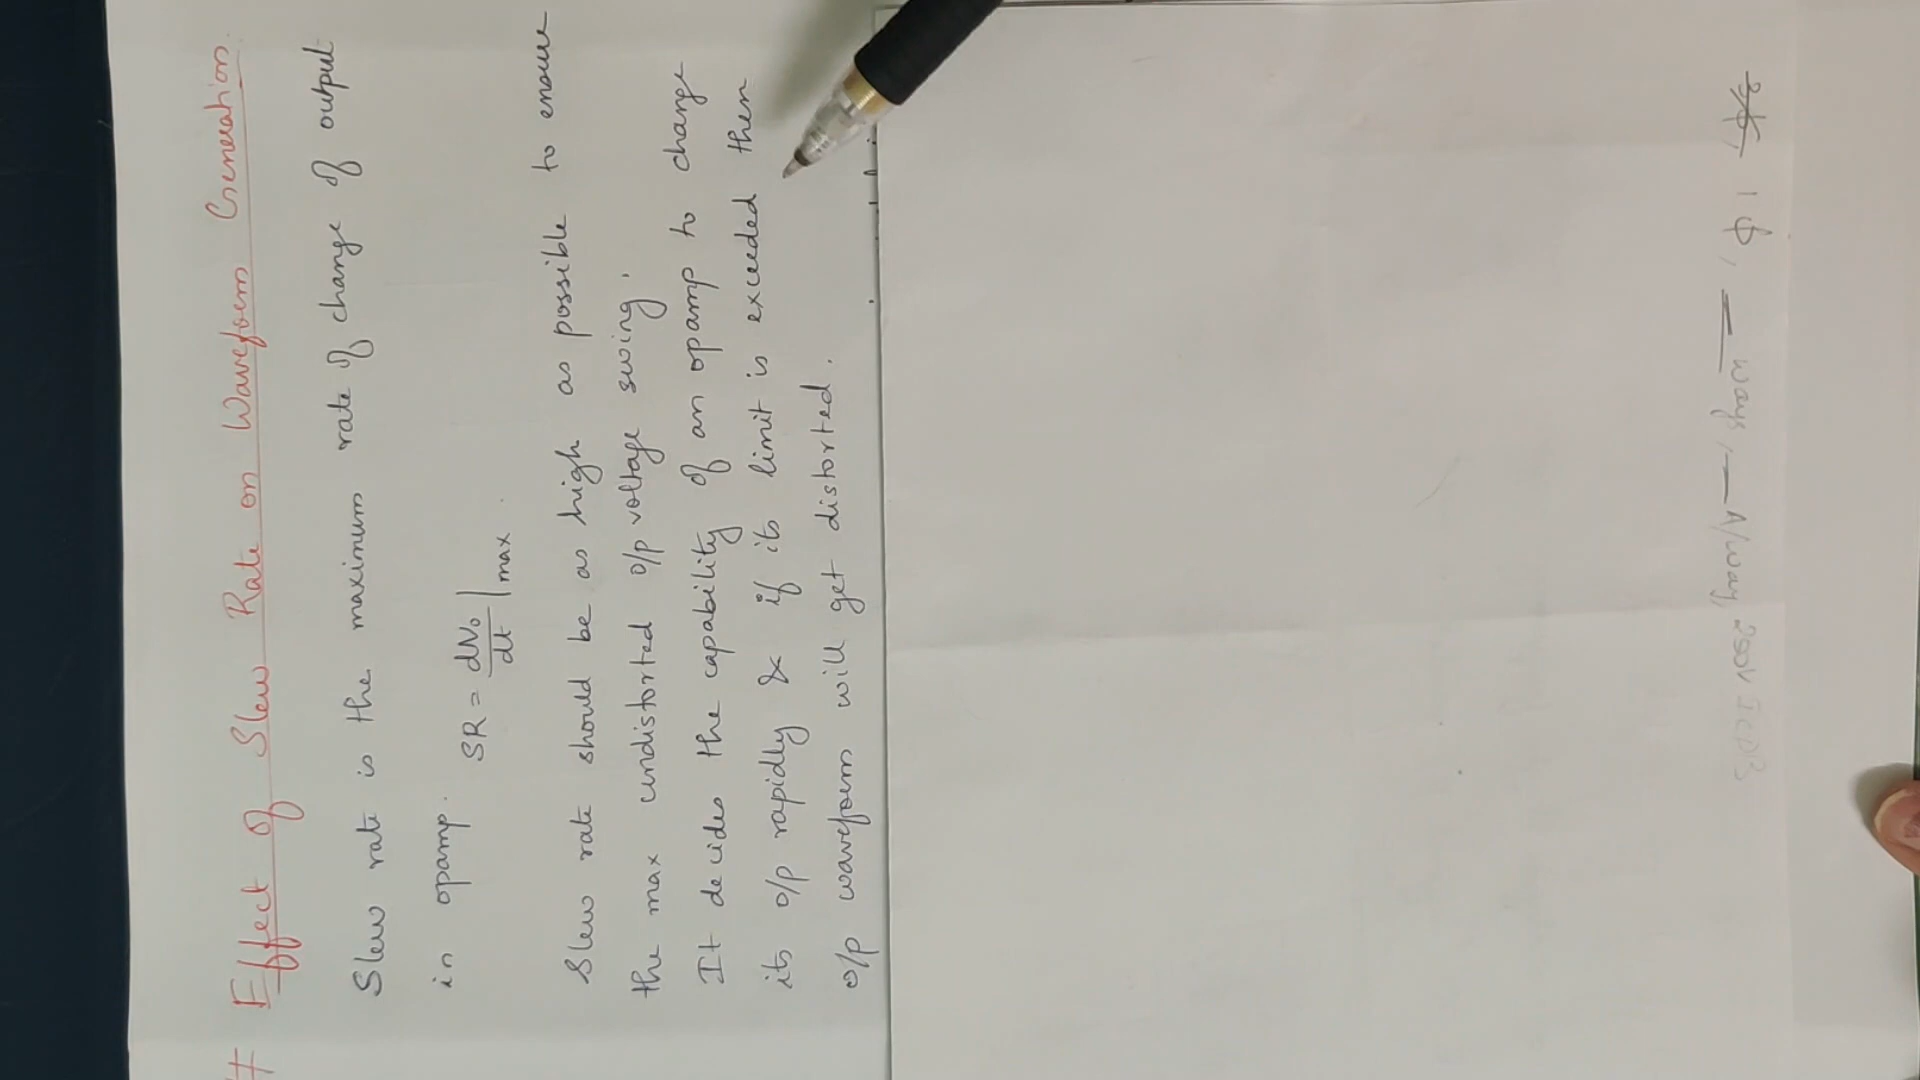 # Effect of Slew Rate on Waveform Generation.
Slew rate is the maximum rate of change of output
in opamp.
SR = dVo/dt |max.
Slew rate should be as high as possible to ensure
the max undistorted o/p voltage swing.
It decides the capability of an opamp to change
its o/p rapidly & if its limit is exceeded then
o/p waveform will get distorted.
1 ϕ, — ways, — A/way,